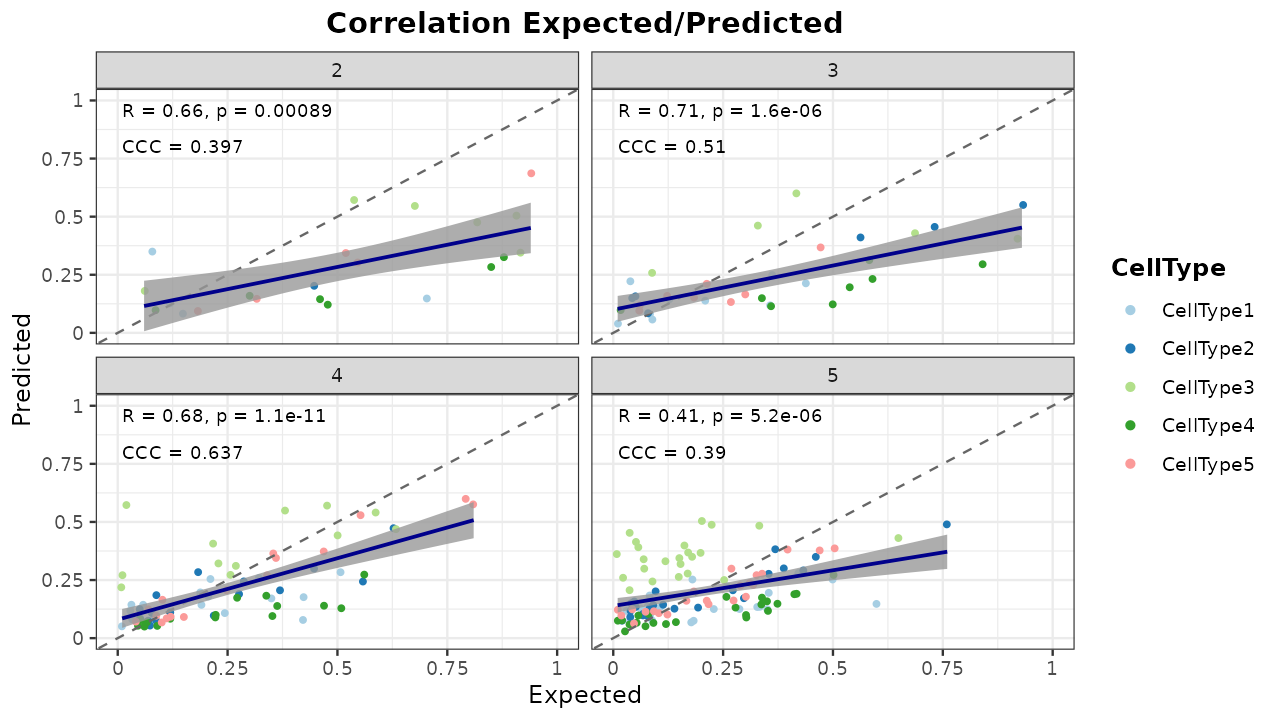 Correlation Expected/Predicted
2
3
R = 0.66, p = 0.00089
CCC = 0.397
R = 0.71, p = 1.6e-06
CCC = 0.51
1
0.75
0.5
0.25
0
4
5
R = 0.68, p = 1.1e-11
CCC = 0.637
R = 0.41, p = 5.2e-06
CCC = 0.39
1
0.75
0.5
0.25
0
0
0.25
0.5
0.75
1
0
0.25
0.5
0.75
1
Expected
Predicted
CellType
CellType1
CellType2
CellType3
CellType4
CellType5